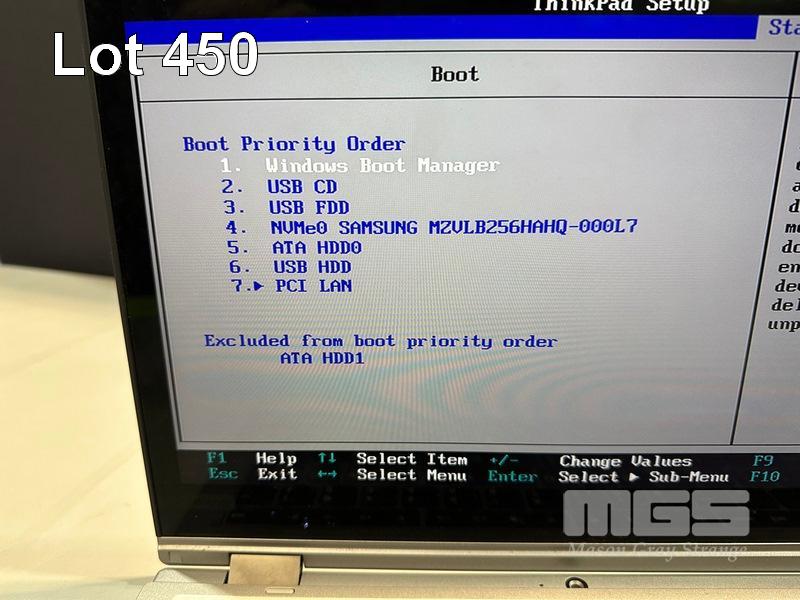 ThinkPad Setup
Lot 450
Boot
Boot Priority Order
1. Windows Boot Manager
2. USB CD
3. USB FDD
4. NVMe0 SAMSUNG MZVLB256HAHQ-000L7
5. ATA HDD0
6. USB HDD
7.▶ PCI LAN
Excluded from boot priority order
ATA HDD1
F1 Help ↑↓ Select Item +/- Change Values F9
Esc Exit ←→ Select Menu Enter Select ▶ Sub-Menu F10
MGS
Mason Gray Strange